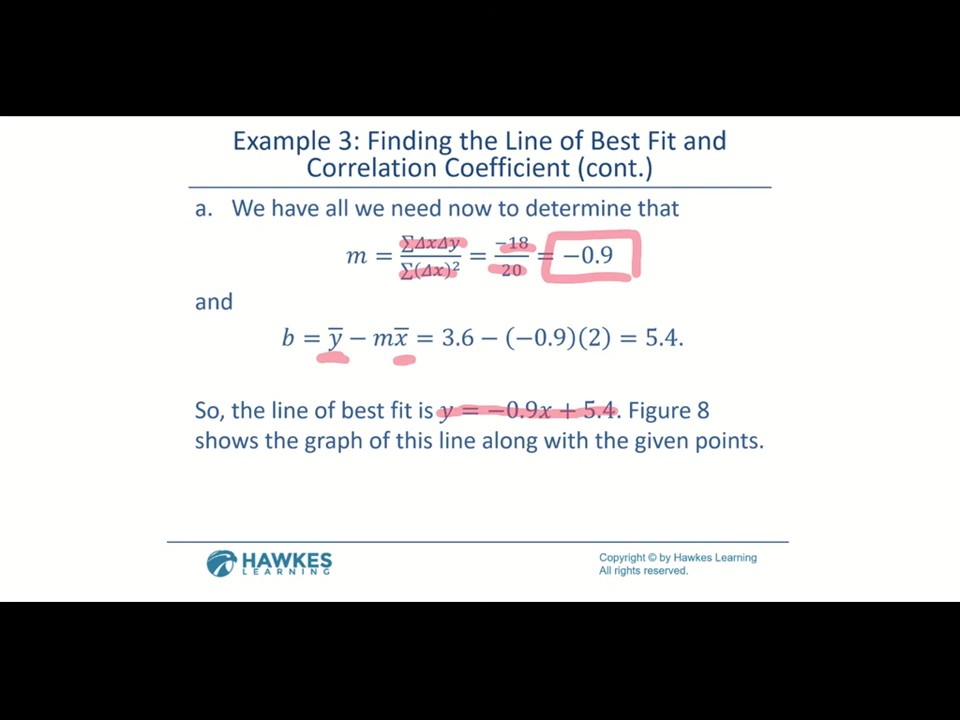 Example 3: Finding the Line of Best Fit and
Correlation Coefficient (cont.)
a. We have all we need now to determine that
m = ∑ΔxΔy / ∑(Δx)² = −18 / 20 = −0.9
and
b = y̅ − mx̅ = 3.6 − (−0.9)(2) = 5.4.
So, the line of best fit is y = −0.9x + 5.4. Figure 8
shows the graph of this line along with the given points.
HAWKES
LEARNING
Copyright © by Hawkes Learning
All rights reserved.